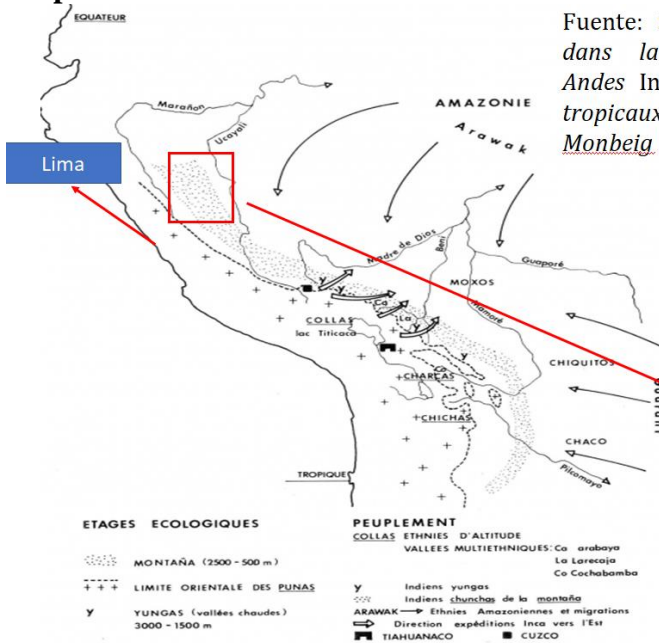 EQUATEUR
Fuente:
dans la
Andes In
tropicaux
Monbeig
Marañon
Ucayali
AMAZONIE
Arawak
Lima
Madre de Dios
Beni
Guaporé
MOXOS
Mamoré
Y
Y
Ca
La
Y
COLLAS
lac Titicaca
Y
CHIQUITOS
Co
CHARCAS
CHICHAS
CHACO
Pilcomayo
TROPIQUE
ETAGES ECOLOGIQUES
MONTAÑA (2500-500 m)
LIMITE ORIENTALE DES PUNAS
Y YUNGAS (vallées chaudes)
3000-1500 m
PEUPLEMENT
COLLAS ETHNIES D'ALTITUDE
VALLEES MULTIETHNIQUES: Ca arabaya
La Larecaja
Co Cochabamba
Y Indiens yungas
Indiens chunchos de la montaña
ARAWAK Ethnies Amazoniennes et migrations
Direction expéditions Inca vers l'Est
TIAHUANACO CUZCO